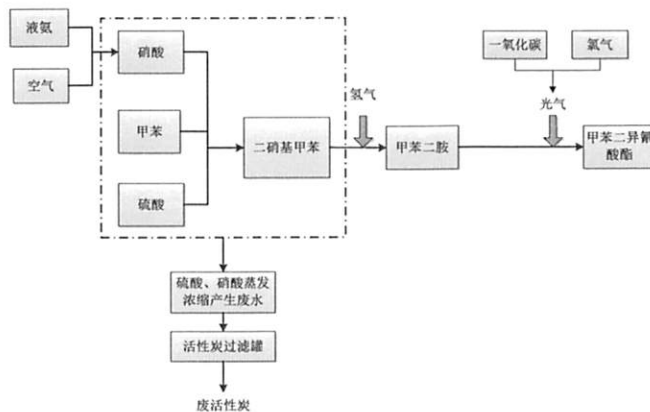 液氨
空气
硝酸
甲苯
硫酸
二硝基甲苯
氢气
甲苯二胺
一氧化碳
氯气
光气
甲苯二异氰
酸酯
硫酸、硝酸蒸发
浓缩产生废水
活性炭过滤罐
废活性炭